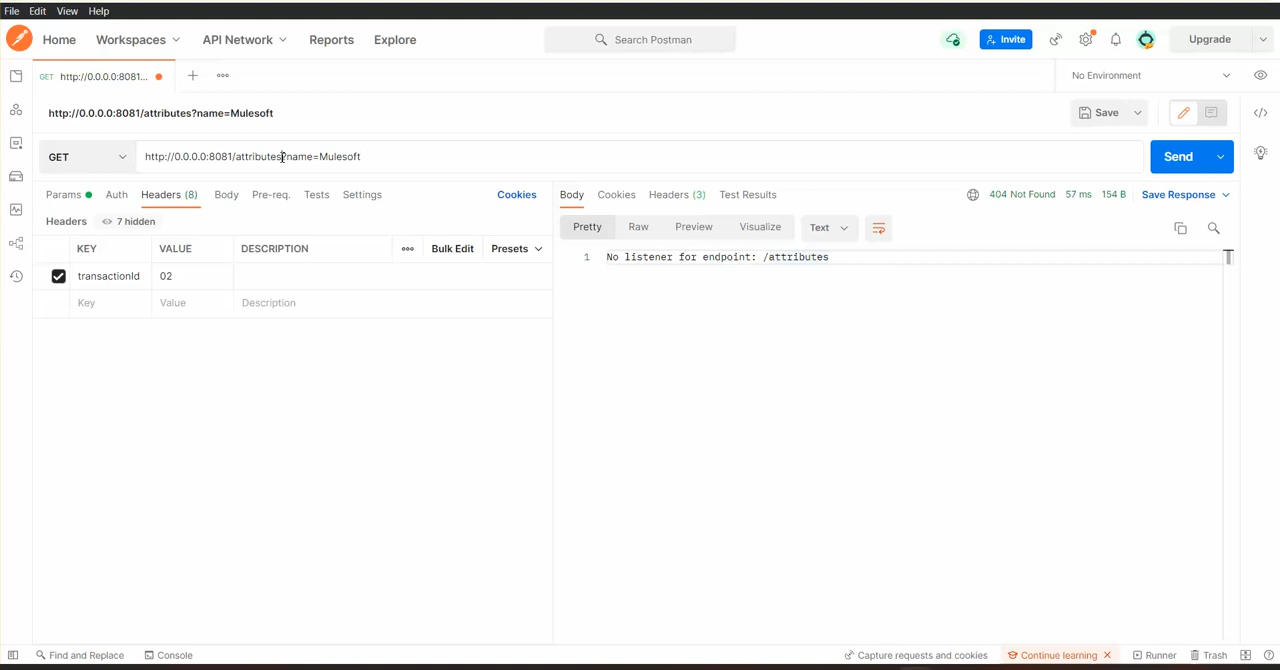 File Edit View Help
Home Workspaces API Network Reports Explore Search Postman Invite Upgrade
GET http://0.0.0.0:8081... No Environment
http://0.0.0.0:8081/attributes?name=Mulesoft Save
GET http://0.0.0.0:8081/attributes?name=Mulesoft Send
Params Auth Headers (8) Body Pre-req. Tests Settings Cookies Body Cookies Headers (3) Test Results 404 Not Found 57 ms 154 B Save Response
Headers 7 hidden Pretty Raw Preview Visualize Text
KEY VALUE DESCRIPTION Bulk Edit Presets
1 No listener for endpoint: /attributes
transactionId 02
Key Value Description
Find and Replace Console Capture requests and cookies Continue learning Runner Trash